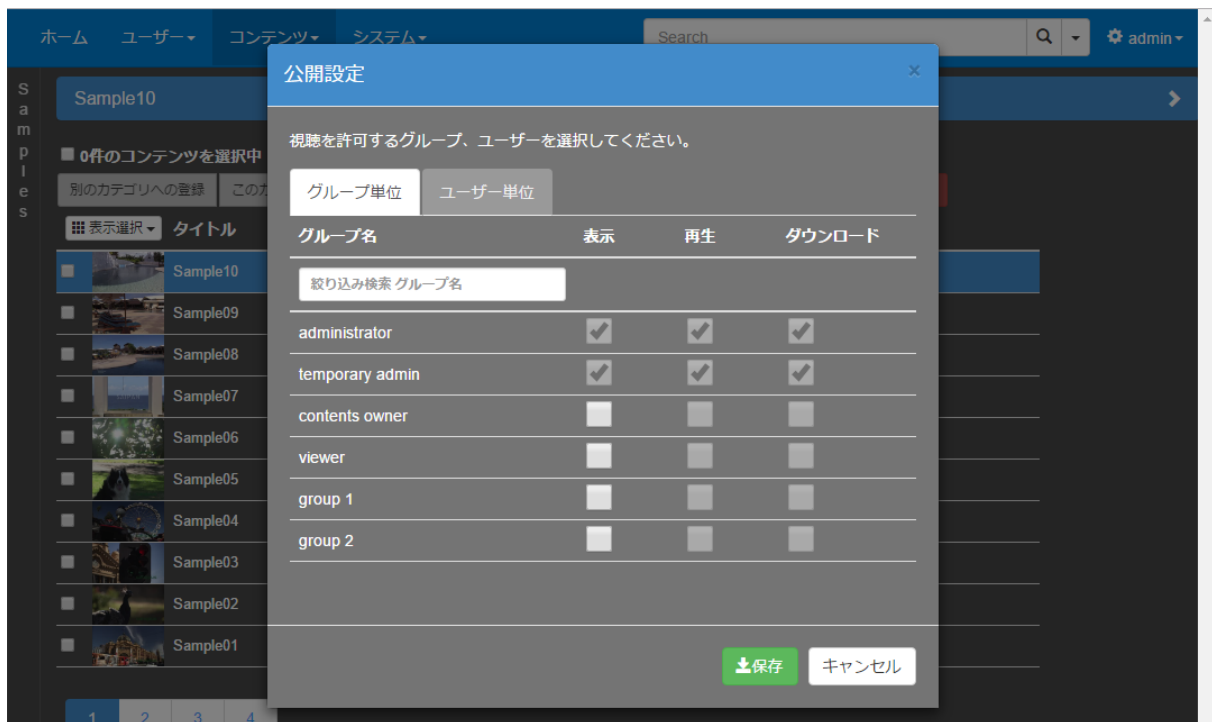 ホーム ユーザー コンテンツ システム Search admin
Samples
公開設定 ×
Sample10
視聴を許可するグループ、ユーザーを選択してください。
0件のコンテンツを選択中
別のカテゴリへの登録 この
グループ単位 ユーザー単位
表示選択 タイトル
グループ名 表示 再生 ダウンロード
絞り込み検索 グループ名
Sample10
Sample09
Sample08
Sample07
Sample06
Sample05
Sample04
Sample03
Sample02
Sample01
administrator
temporary admin
contents owner
viewer
group 1
group 2
保存 キャンセル
1 2 3 4